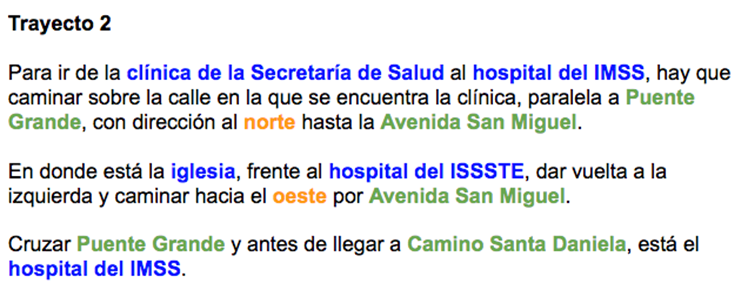 Trayecto 2
Para ir de la clínica de la Secretaría de Salud al hospital del IMSS, hay que
caminar sobre la calle en la que se encuentra la clínica, paralela a Puente
Grande, con dirección al norte hasta la Avenida San Miguel.
En donde está la iglesia, frente al hospital del ISSSTE, dar vuelta a la
izquierda y caminar hacia el oeste por Avenida San Miguel.
Cruzar Puente Grande y antes de llegar a Camino Santa Daniela, está el
hospital del IMSS.